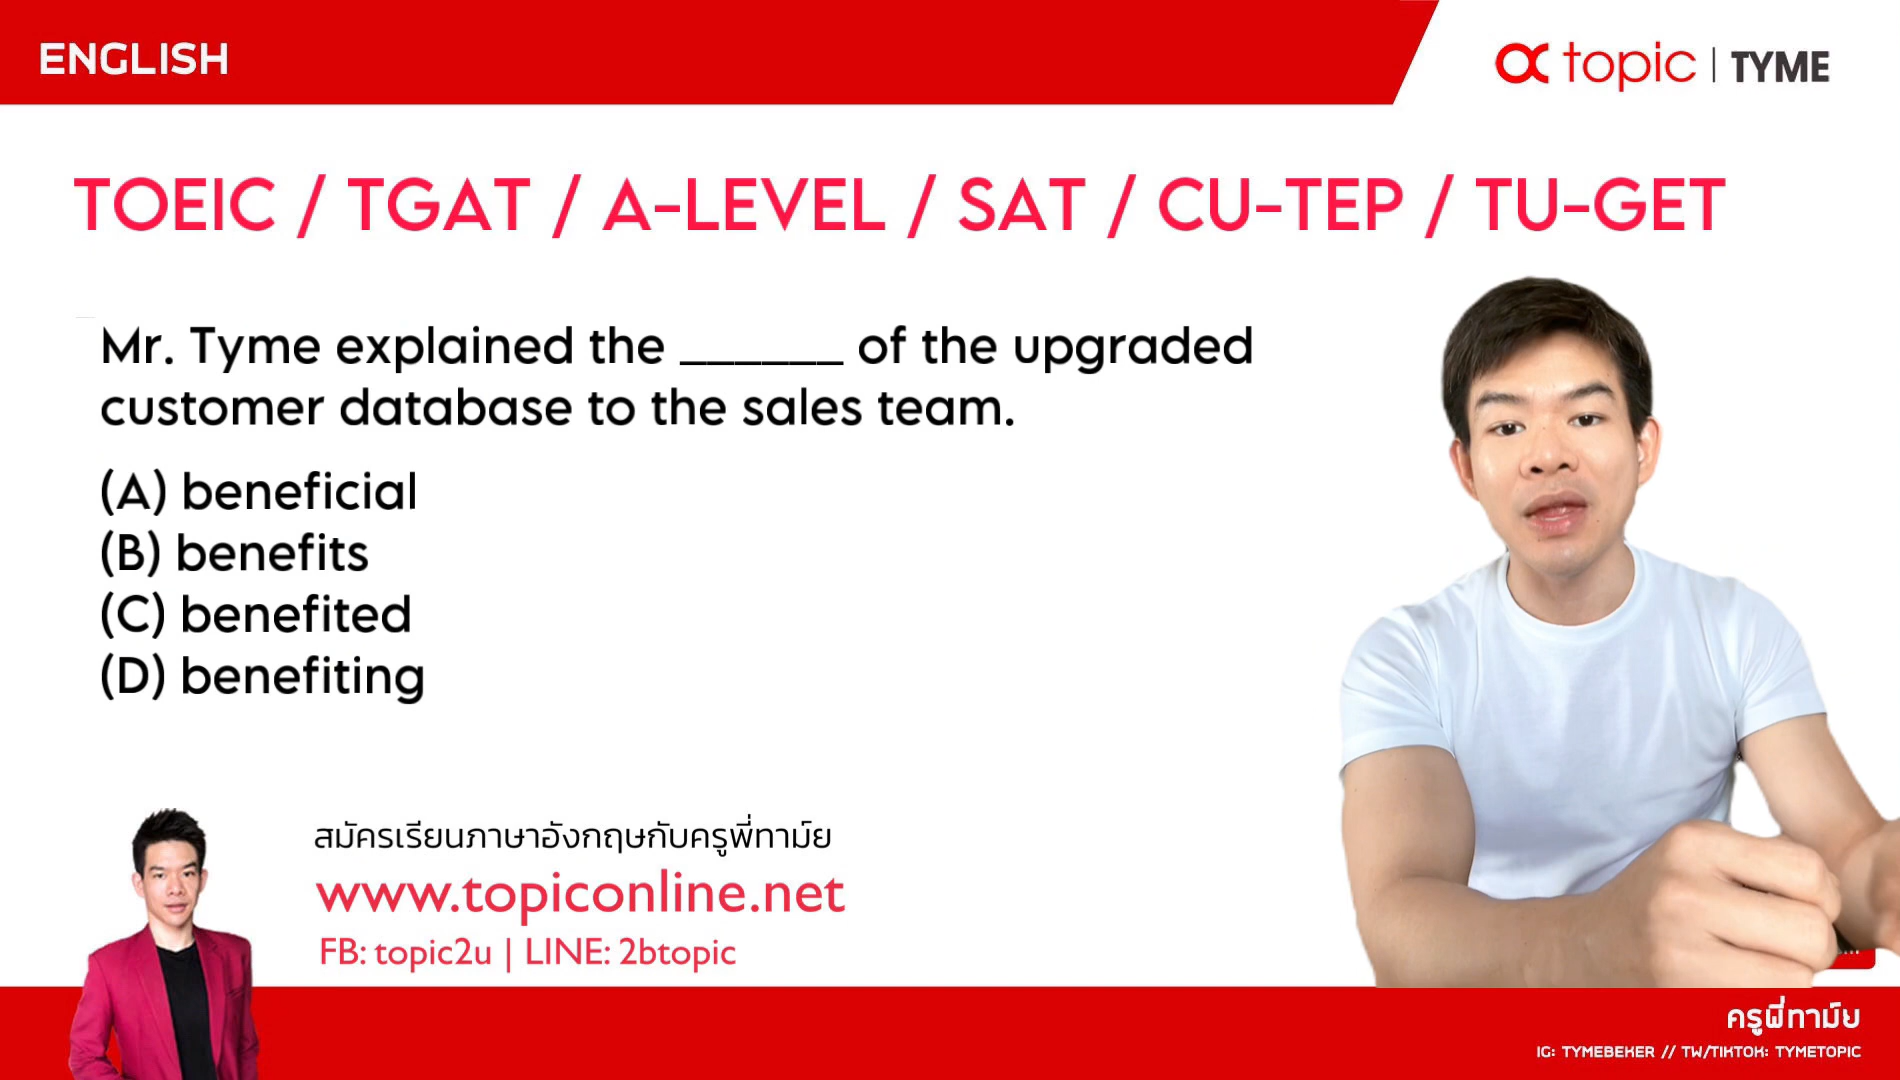 ENGLISH
topic | TYME
TOEIC / TGAT / A-LEVEL / SAT / CU-TEP / TU-GET
Mr. Tyme explained the ______ of the upgraded
customer database to the sales team.
(A) beneficial
(B) benefits
(C) benefited
(D) benefiting
สมัครเรียนภาษาอังกฤษกับครูพี่ทาม์ย
www.topiconline.net
FB: topic2u | LINE: 2btopic
ครูพี่ทาม์ย
IG: TYMEBEKER // TW/TIKTOK: TYMETOPIC